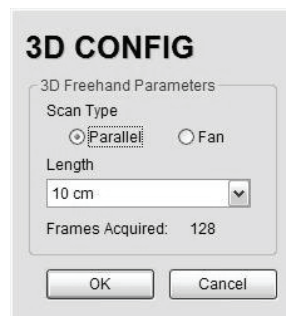 3D CONFIG
3D Freehand Parameters
Scan Type
Parallel Fan
Length
10 cm
Frames Acquired: 128
OK Cancel